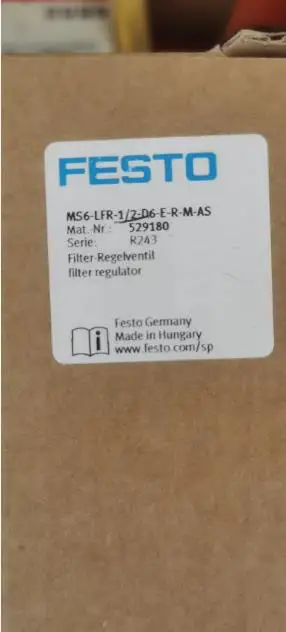 FESTO
MS6-LFR-1/2-D6-E-R-M-AS
Mat.-Nr.: 529180
Serie: R243
Filter-Regelventil
filter regulator
Festo Germany
Made in Hungary
www.festo.com/sp